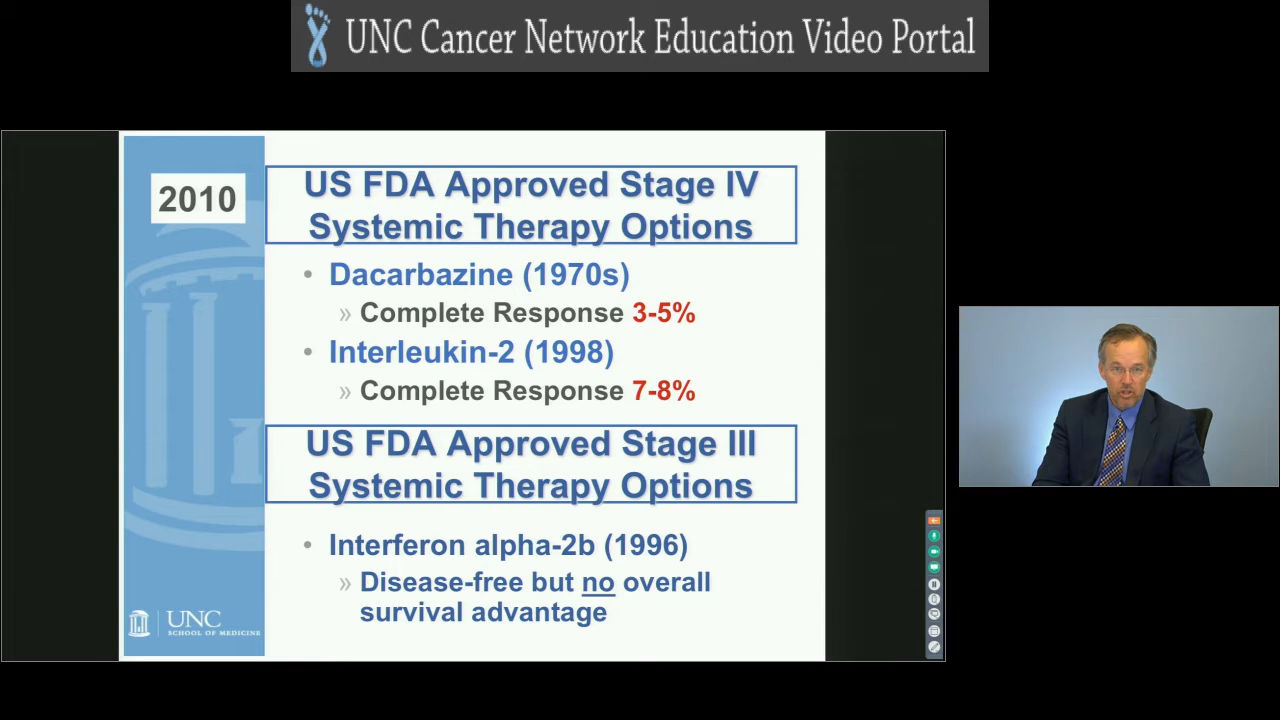 UNC Cancer Network Education Video Portal
2010
US FDA Approved Stage IV
Systemic Therapy Options
• Dacarbazine (1970s)
» Complete Response 3-5%
• Interleukin-2 (1998)
» Complete Response 7-8%
US FDA Approved Stage III
Systemic Therapy Options
• Interferon alpha-2b (1996)
» Disease-free but no overall
survival advantage
UNC
SCHOOL OF MEDICINE